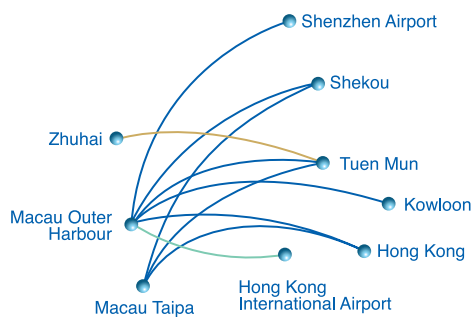 Shenzhen Airport
Shekou
Zhuhai
Tuen Mun
Kowloon
Macau Outer
Harbour
Hong Kong
Macau Taipa
Hong Kong
International Airport